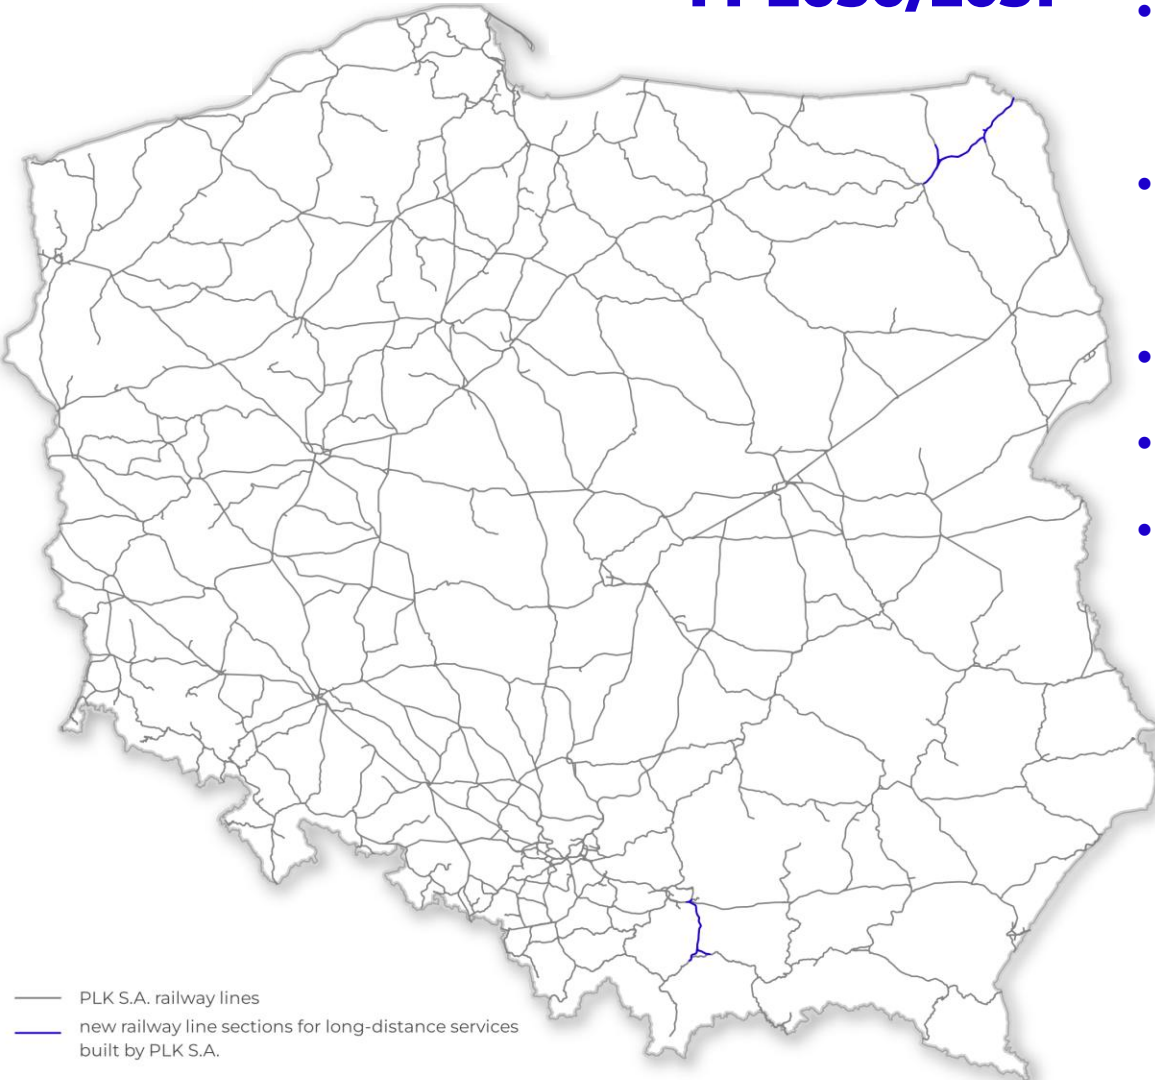 PLK S.A. railway lines
new railway line sections for long-distance services
built by PLK S.A.